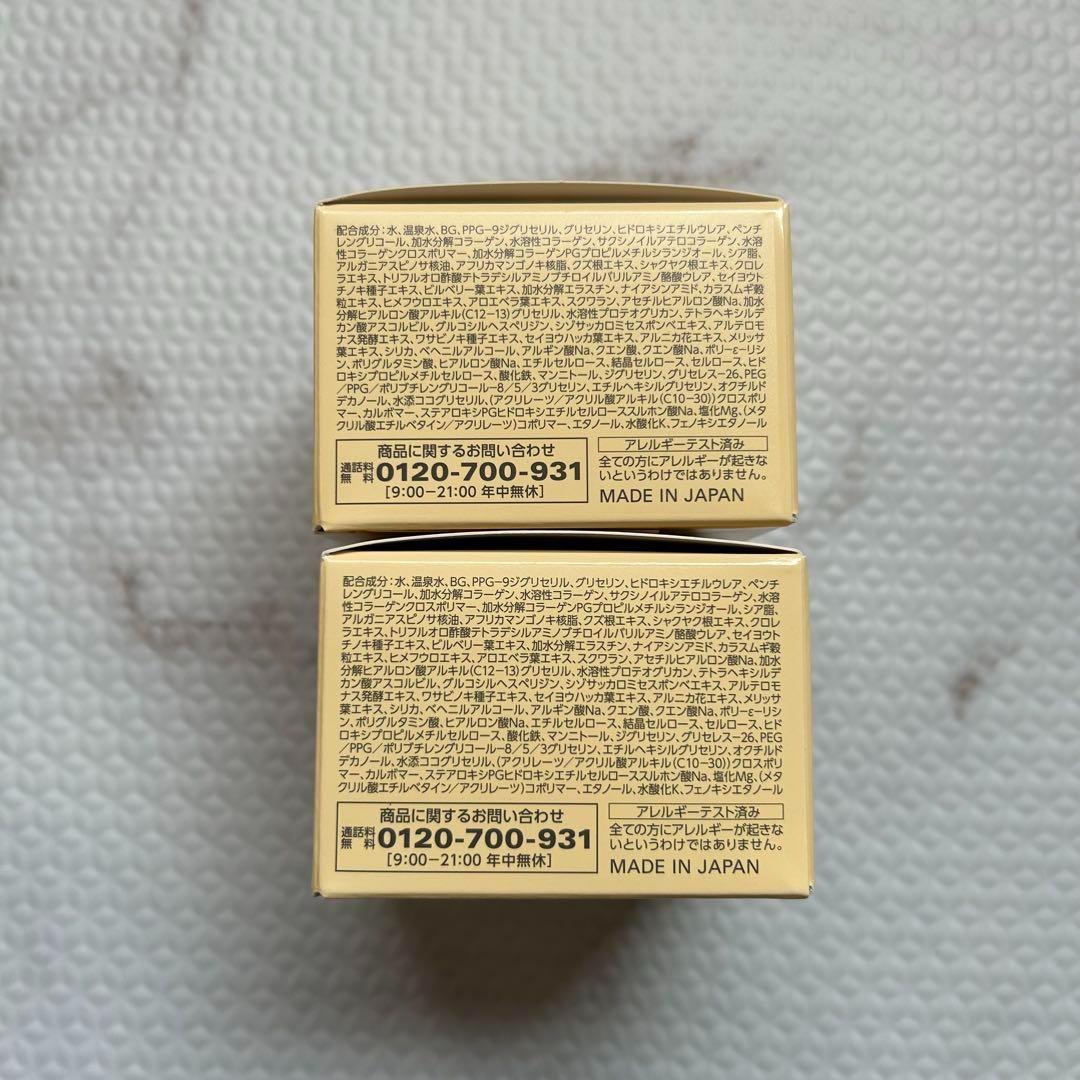 配合成分:水、温泉水、BG、PPG−9ジグリセリル、グリセリン、ヒドロキシエチルウレア、ペンチ
レングリコール、加水分解コラーゲン、水溶性コラーゲン、サクシノイルアテロコラーゲン、水溶
性コラーゲンクロスポリマー、加水分解コラーゲンPGプロピルメチルシランジオール、シア脂、
アルガニアスピノサ核油、アフリカマンゴノキ核脂、クズ根エキス、シャクヤク根エキス、クロレ
ラエキス、トリフルオロ酢酸テトラデシルアミノブチロイルバリルアミノ酪酸ウレア、セイヨウト
チノキ種子エキス、ビルベリー葉エキス、加水分解エラスチン、ナイアシンアミド、カラスムギ穀
粒エキス、ヒメフウロエキス、アロエベラ葉エキス、スクワラン、アセチルヒアルロン酸Na、加水
分解ヒアルロン酸アルキル(C12−13)グリセリル、水溶性プロテオグリカン、テトラヘキシルデ
カン酸アスコルビル、グルコシルヘスペリジン、シゾサッカロミセスポンベエキス、アルテロモ
ナス発酵エキス、ワサビノキ種子エキス、セイヨウハッカ葉エキス、アルニカ花エキス、メリッサ
葉エキス、シリカ、ベヘニルアルコール、アルギン酸Na、クエン酸、クエン酸Na、ポリ−ε−リシ
ン、ポリグルタミン酸、ヒアルロン酸Na、エチルセルロース、結晶セルロース、セルロース、ヒド
ロキシプロピルメチルセルロース、酸化鉄、マンニトール、ジグリセリン、グリセレス−26、PEG
/PPG/ポリブチレングリコール−8/5/3グリセリン、エチルヘキシルグリセリン、オクチルド
デカノール、水添ココグリセリル、(アクリレーツ/アクリル酸アルキル(C10−30))クロスポリ
マー、カルボマー、ステアロキシPGヒドロキシエチルセルローススルホン酸Na、塩化Mg、(メタ
クリル酸エチルベタイン/アクリレーツ)コポリマー、エタノール、水酸化K、フェノキシエタノール
商品に関するお問い合わせ
通話料無料 0120-700-931
[9:00−21:00 年中無休]
アレルギーテスト済み
全ての方にアレルギーが起きな
いというわけではありません。
MADE IN JAPAN
配合成分:水、温泉水、BG、PPG−9ジグリセリル、グリセリン、ヒドロキシエチルウレア、ペンチ
レングリコール、加水分解コラーゲン、水溶性コラーゲン、サクシノイルアテロコラーゲン、水溶
性コラーゲンクロスポリマー、加水分解コラーゲンPGプロピルメチルシランジオール、シア脂、
アルガニアスピノサ核油、アフリカマンゴノキ核脂、クズ根エキス、シャクヤク根エキス、クロレ
ラエキス、トリフルオロ酢酸テトラデシルアミノブチロイルバリルアミノ酪酸ウレア、セイヨウト
チノキ種子エキス、ビルベリー葉エキス、加水分解エラスチン、ナイアシンアミド、カラスムギ穀
粒エキス、ヒメフウロエキス、アロエベラ葉エキス、スクワラン、アセチルヒアルロン酸Na、加水
分解ヒアルロン酸アルキル(C12−13)グリセリル、水溶性プロテオグリカン、テトラヘキシルデ
カン酸アスコルビル、グルコシルヘスペリジン、シゾサッカロミセスポンベエキス、アルテロモ
ナス発酵エキス、ワサビノキ種子エキス、セイヨウハッカ葉エキス、アルニカ花エキス、メリッサ
葉エキス、シリカ、ベヘニルアルコール、アルギン酸Na、クエン酸、クエン酸Na、ポリ−ε−リシ
ン、ポリグルタミン酸、ヒアルロン酸Na、エチルセルロース、結晶セルロース、セルロース、ヒド
ロキシプロピルメチルセルロース、酸化鉄、マンニトール、ジグリセリン、グリセレス−26、PEG
/PPG/ポリブチレングリコール−8/5/3グリセリン、エチルヘキシルグリセリン、オクチルド
デカノール、水添ココグリセリル、(アクリレーツ/アクリル酸アルキル(C10−30))クロスポリ
マー、カルボマー、ステアロキシPGヒドロキシエチルセルローススルホン酸Na、塩化Mg、(メタ
クリル酸エチルベタイン/アクリレーツ)コポリマー、エタノール、水酸化K、フェノキシエタノール
商品に関するお問い合わせ
通話料無料 0120-700-931
[9:00−21:00 年中無休]
アレルギーテスト済み
全ての方にアレルギーが起きな
いというわけではありません。
MADE IN JAPAN